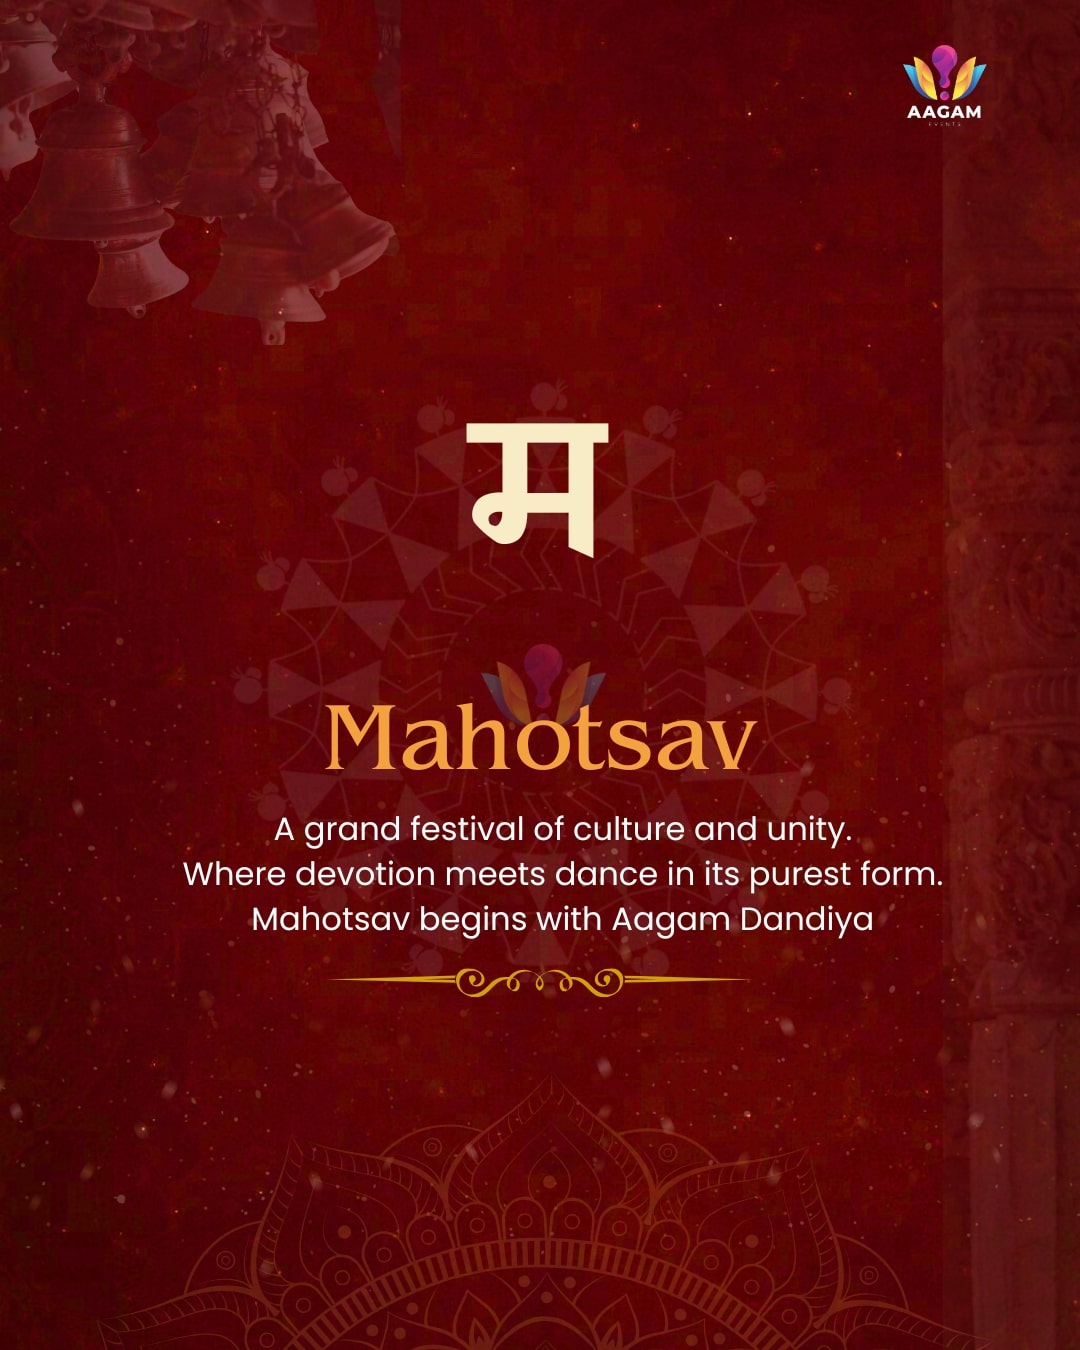 AAGAM
EVENTS
म
Mahotsav
A grand festival of culture and unity.
Where devotion meets dance in its purest form.
Mahotsav begins with Aagam Dandiya